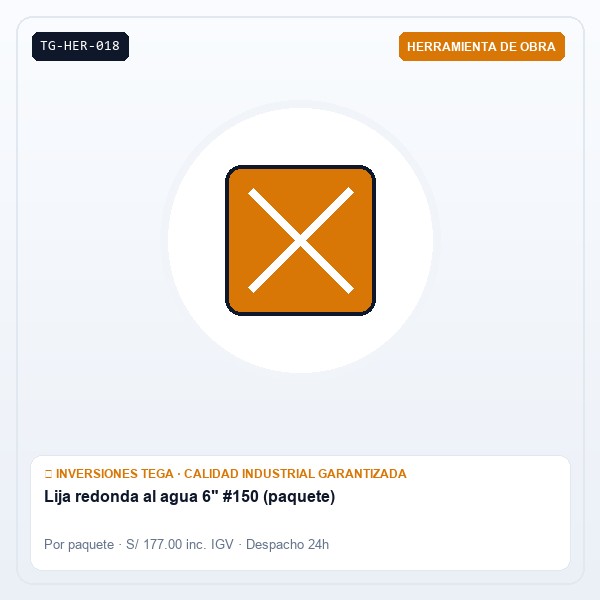 TG-HER-018
HERRAMIENTA DE OBRA
INVERSIONES TEGA · CALIDAD INDUSTRIAL GARANTIZADA
Lija redonda al agua 6" #150 (paquete)
Por paquete · S/ 177.00 inc. IGV · Despacho 24h